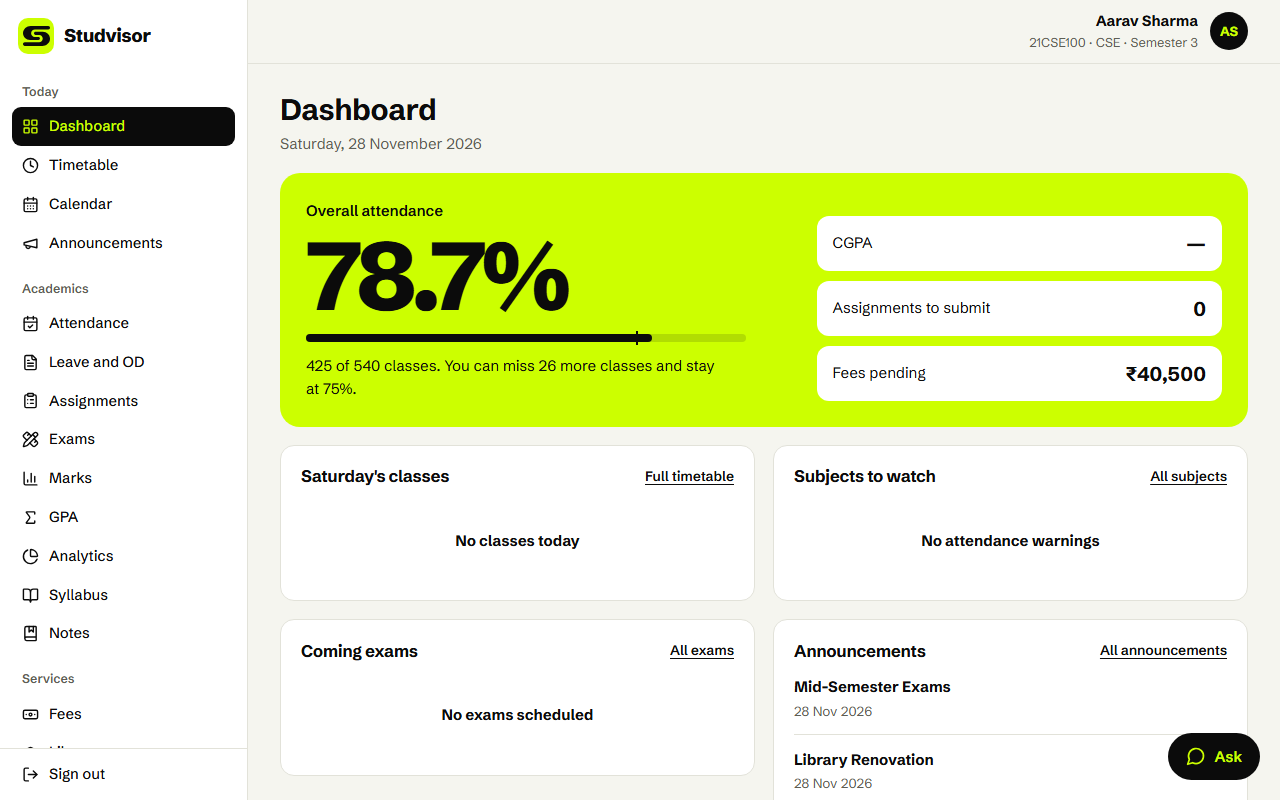 Studvisor
Today
Dashboard
Timetable
Calendar
Announcements
Academics
Attendance
Leave and OD
Assignments
Exams
Marks
GPA
Analytics
Syllabus
Notes
Services
Fees
Sign out
Aarav Sharma
21CSE100 · CSE · Semester 3
AS
Dashboard
Saturday, 28 November 2026
Overall attendance
78.7%
425 of 540 classes. You can miss 26 more classes and stay
at 75%.
CGPA —
Assignments to submit 0
Fees pending ₹40,500
Saturday's classes Full timetable
No classes today
Subjects to watch All subjects
No attendance warnings
Coming exams All exams
No exams scheduled
Announcements All announcements
Mid-Semester Exams
28 Nov 2026
Library Renovation
28 Nov 2026
Ask